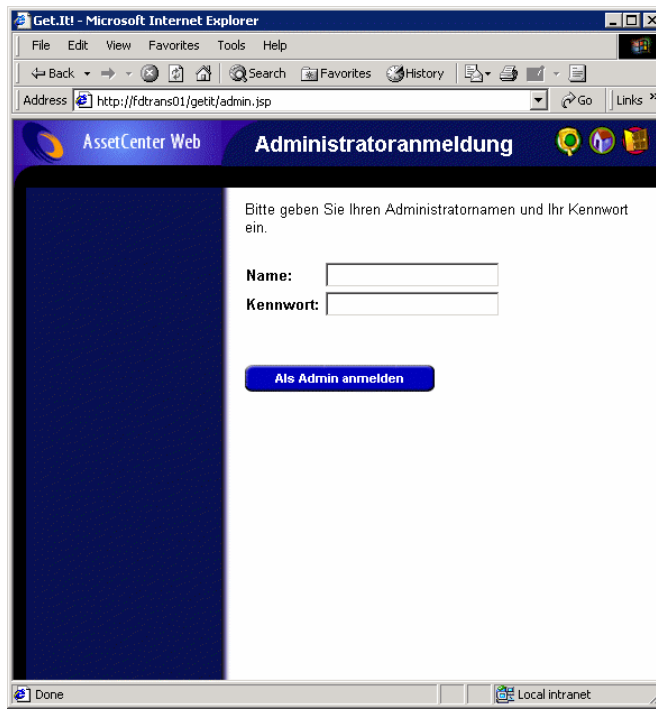 Get.It! - Microsoft Internet Explorer
File Edit View Favorites Tools Help
Back Search Favorites History
Address http://fdtrans01/getit/admin.jsp Go Links »
AssetCenter Web Administratoranmeldung
Bitte geben Sie Ihren Administratornamen und Ihr Kennwort
ein.
Name:
Kennwort:
Als Admin anmelden
Done Local intranet